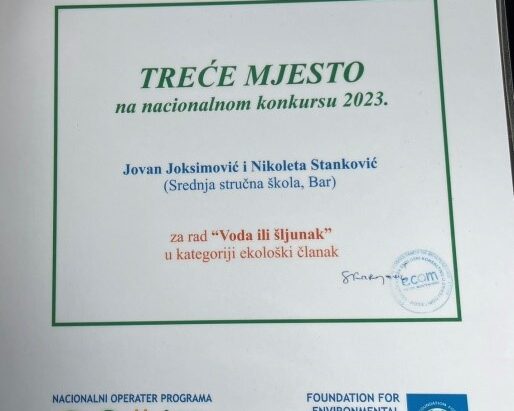 TREĆE MJESTO
na nacionalnom konkursu 2023.
Jovan Joksimović i Nikoleta Stanković
(Srednja stručna škola, Bar)
za rad “Voda ili šljunak”
u kategoriji ekološki članak
ecom
NACIONALNI OPERATER PROGRAMA
FOUNDATION FOR
ENVIRONMENTAL